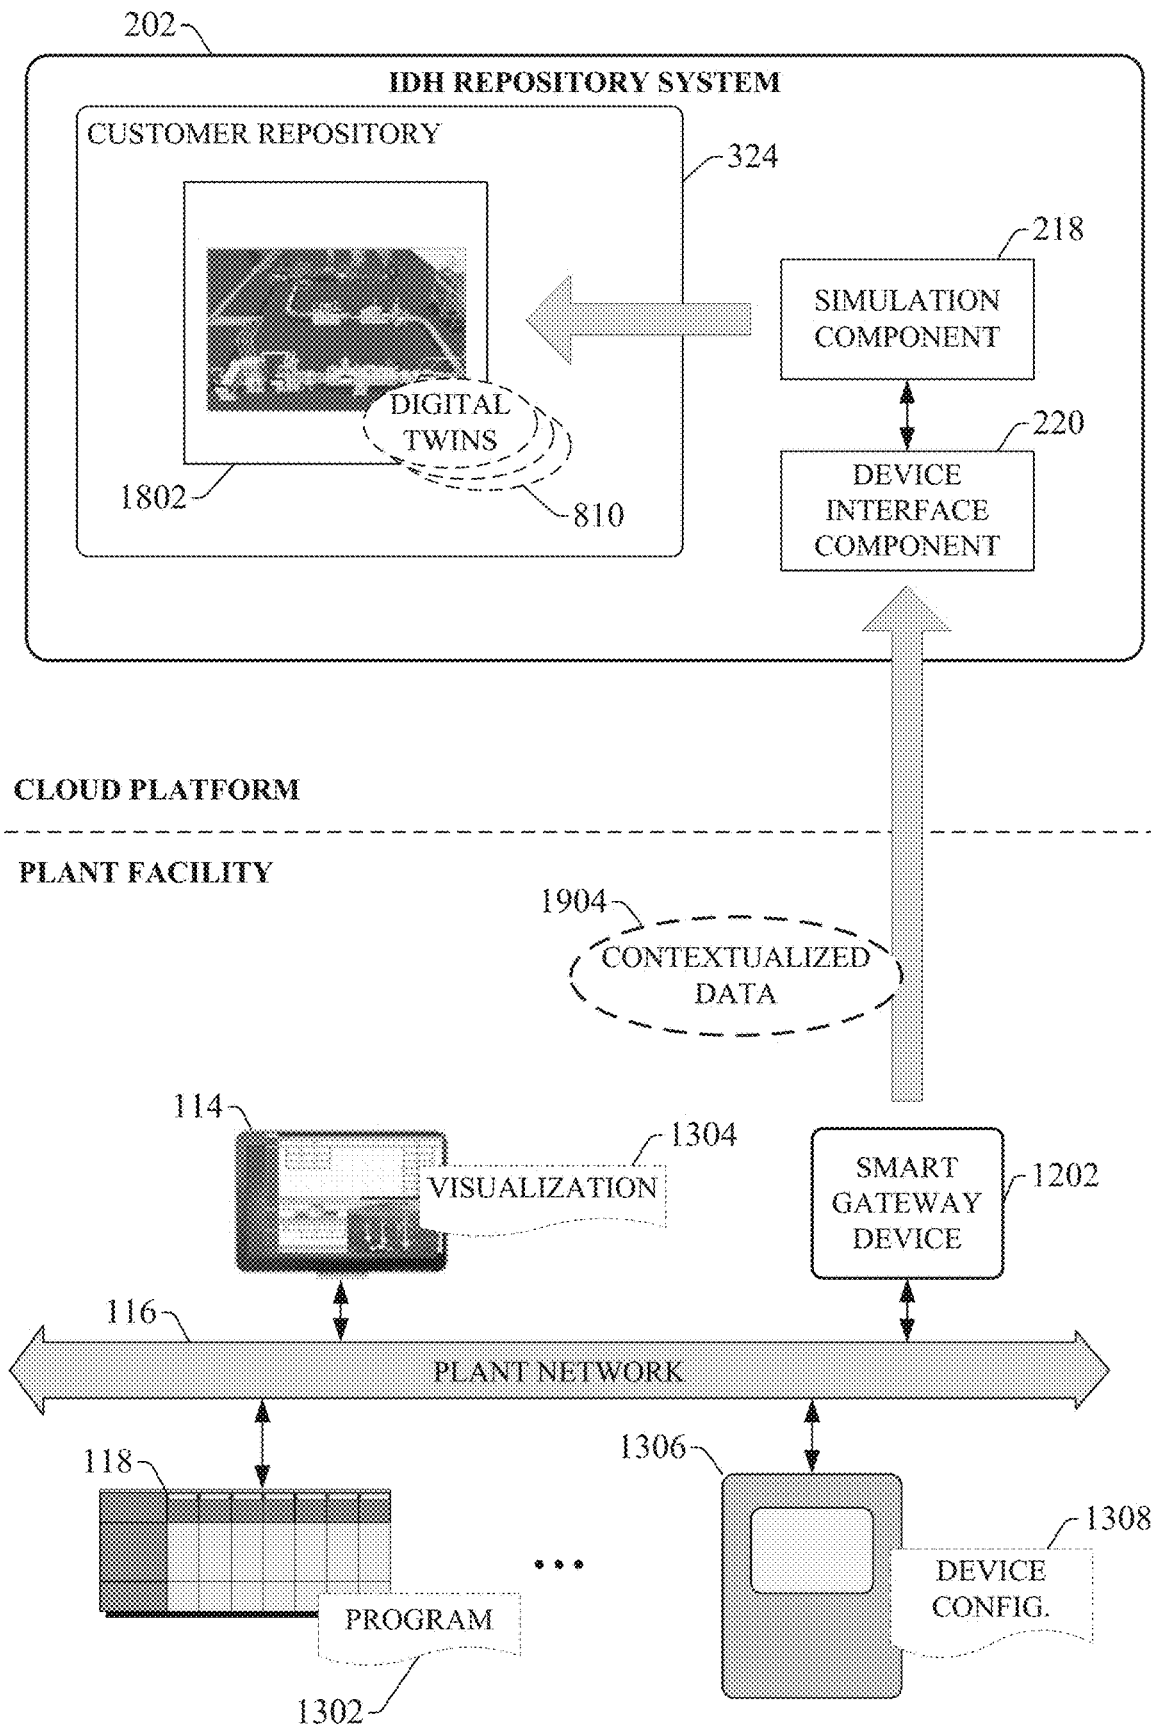 202
IDH REPOSITORY SYSTEM
CUSTOMER REPOSITORY
324
218
SIMULATION
COMPONENT
DIGITAL
TWINS
220
DEVICE
INTERFACE
COMPONENT
1802
810
CLOUD PLATFORM
PLANT FACILITY
1904
CONTEXTUALIZED
DATA
114
1304
VISUALIZATION
SMART
GATEWAY
DEVICE
1202
116
PLANT NETWORK
118
1306
1308
DEVICE
CONFIG.
...
PROGRAM
1302